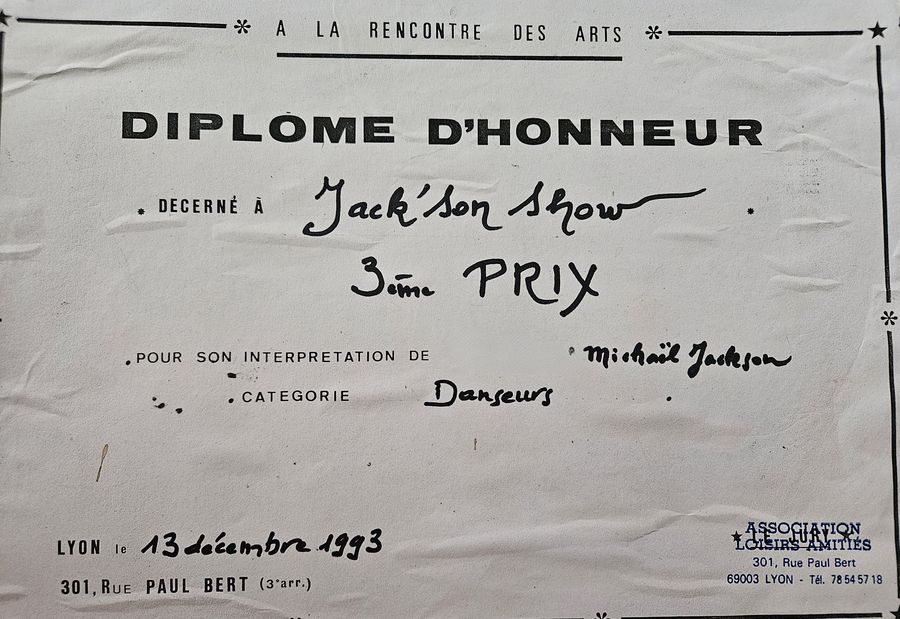 A LA RENCONTRE DES ARTS
DIPLOME D'HONNEUR
DECERNÉ À Jack'son show
3ème PRIX
POUR SON INTERPRETATION DE Michaël Jackson
CATEGORIE Danseurs
LYON le 13 décembre 1993
301, RUE PAUL BERT (3e arr.)
LE JURY
ASSOCIATION
LOISIRS AMITIÉS
301, Rue Paul Bert
69003 LYON - Tél. 78 54 57 18